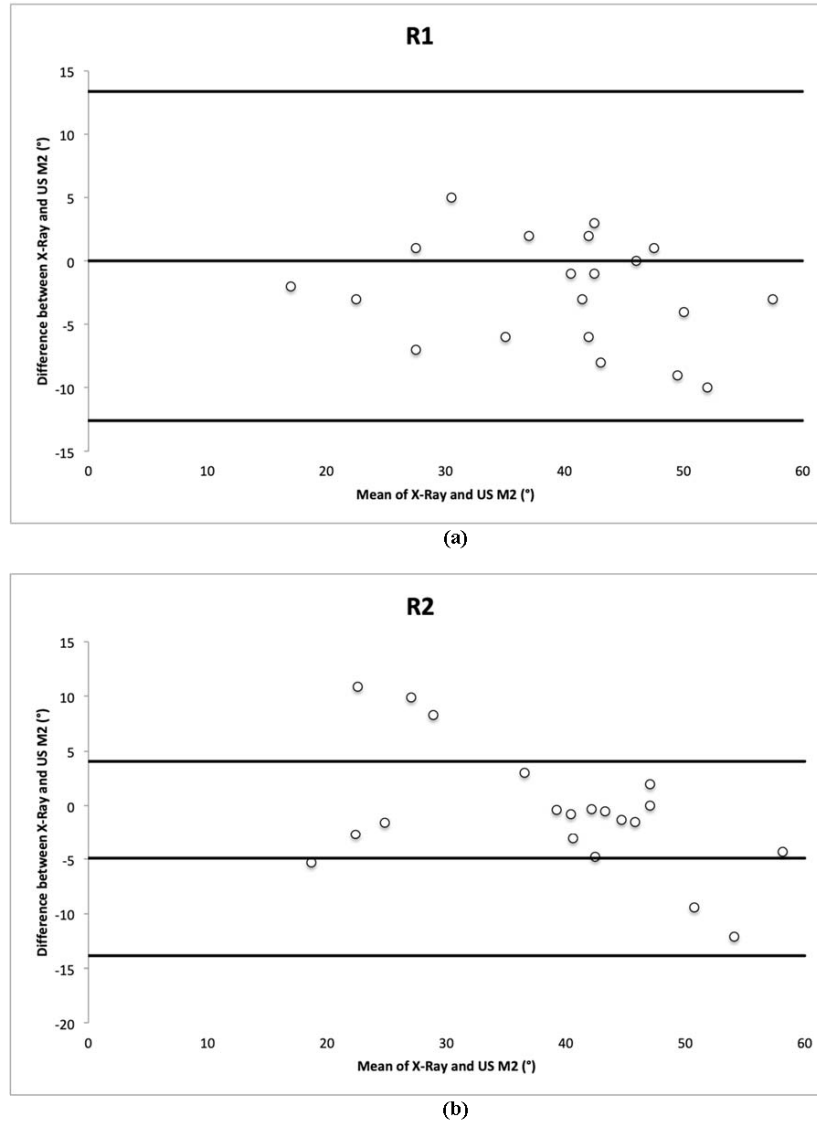 R1
15
10
5
0
-5
-10
-15
Difference between X-Ray and US M2 (°)
0 10 20 30 40 50 60
Mean of X-Ray and US M2 (°)
(a)
R2
15
10
5
0
-5
-10
-15
-20
Difference between X-Ray and US M2 (°)
0 10 20 30 40 50 60
Mean of X-Ray and US M2 (°)
(b)